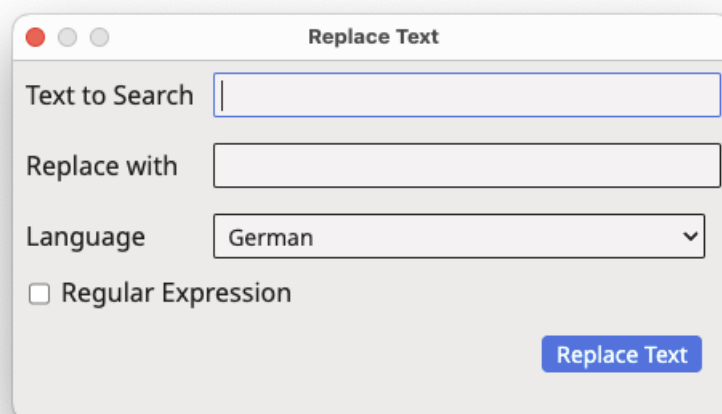 Replace Text
Text to Search
Replace with
Language German
Regular Expression
Replace Text